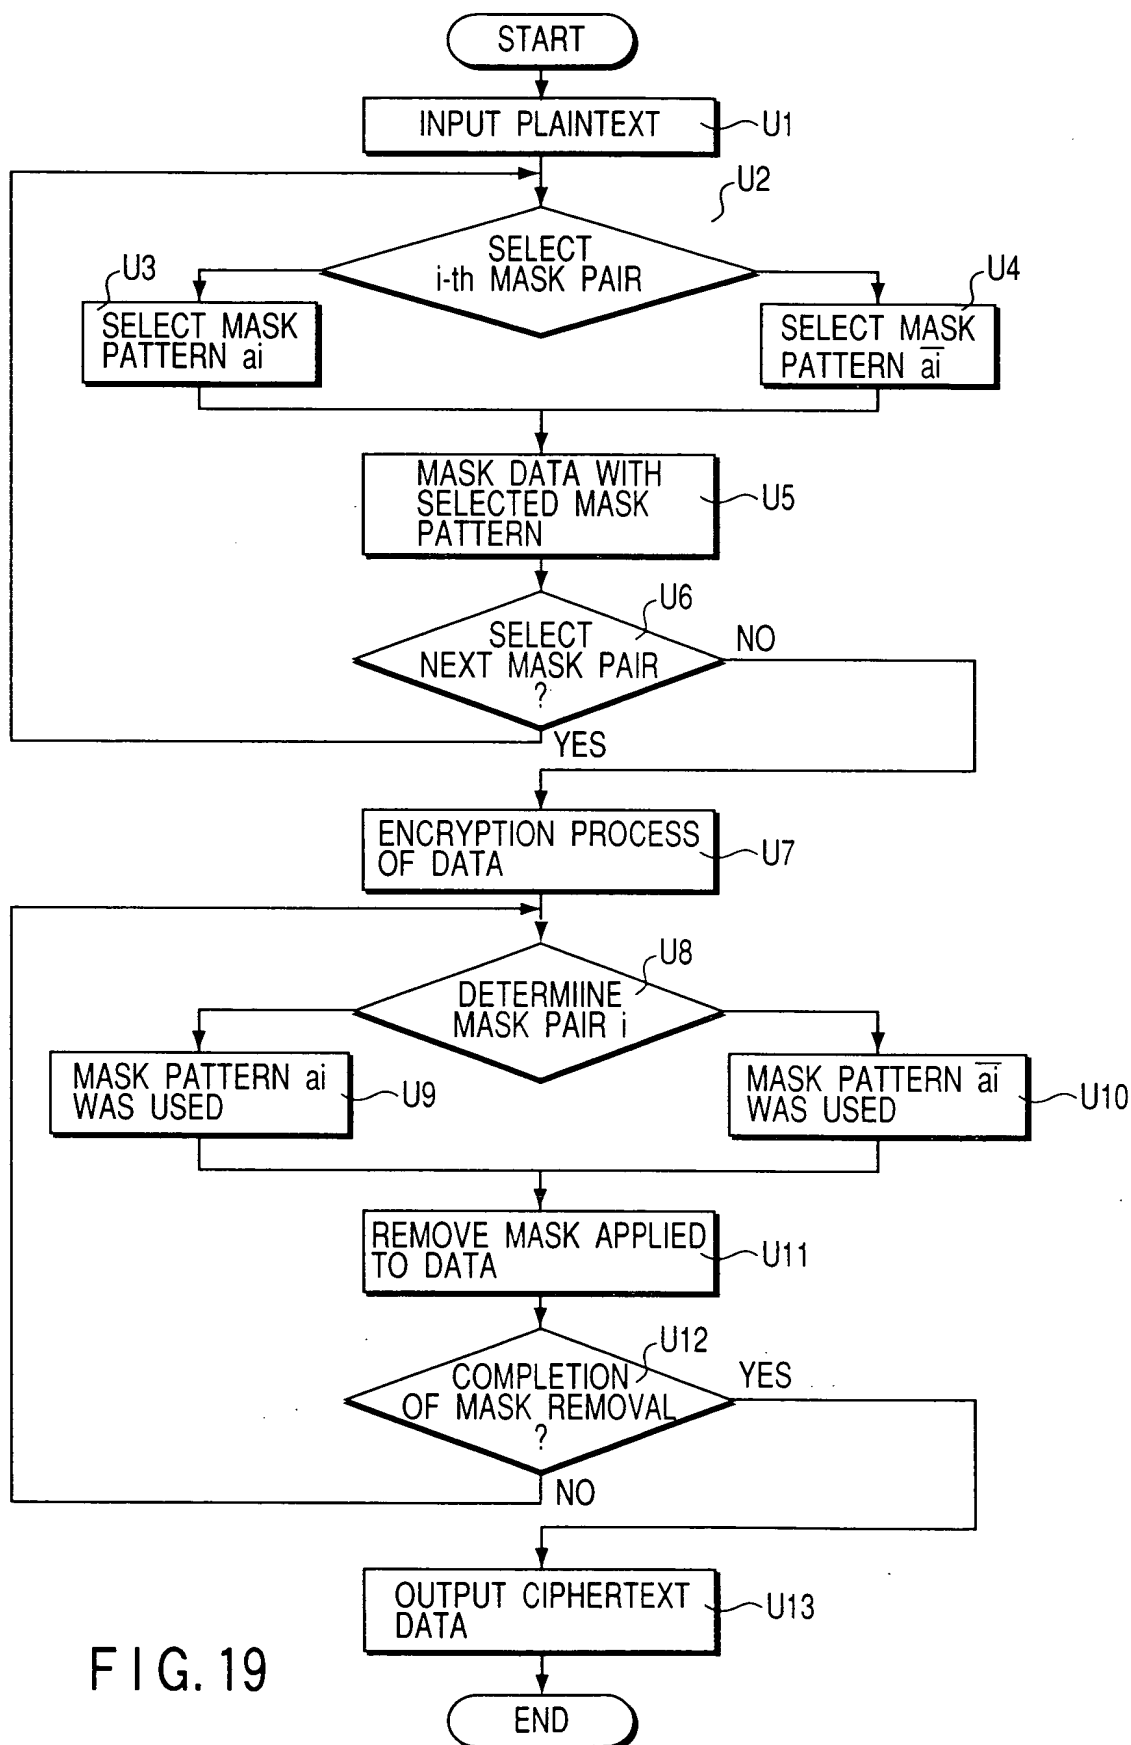 START
INPUT PLAINTEXT
U1
U2
SELECT
i-th MASK PAIR
U3
SELECT MASK
PATTERN ai
U4
SELECT MASK
PATTERN a̅i̅
MASK DATA WITH
SELECTED MASK
PATTERN
U5
U6
SELECT
NEXT MASK PAIR
?
NO
YES
ENCRYPTION PROCESS
OF DATA
U7
U8
DETERMIINE
MASK PAIR i
MASK PATTERN ai
WAS USED
U9
MASK PATTERN a̅i̅
WAS USED
U10
REMOVE MASK APPLIED
TO DATA
U11
U12
COMPLETION
OF MASK REMOVAL
?
YES
NO
OUTPUT CIPHERTEXT
DATA
U13
FIG. 19
END